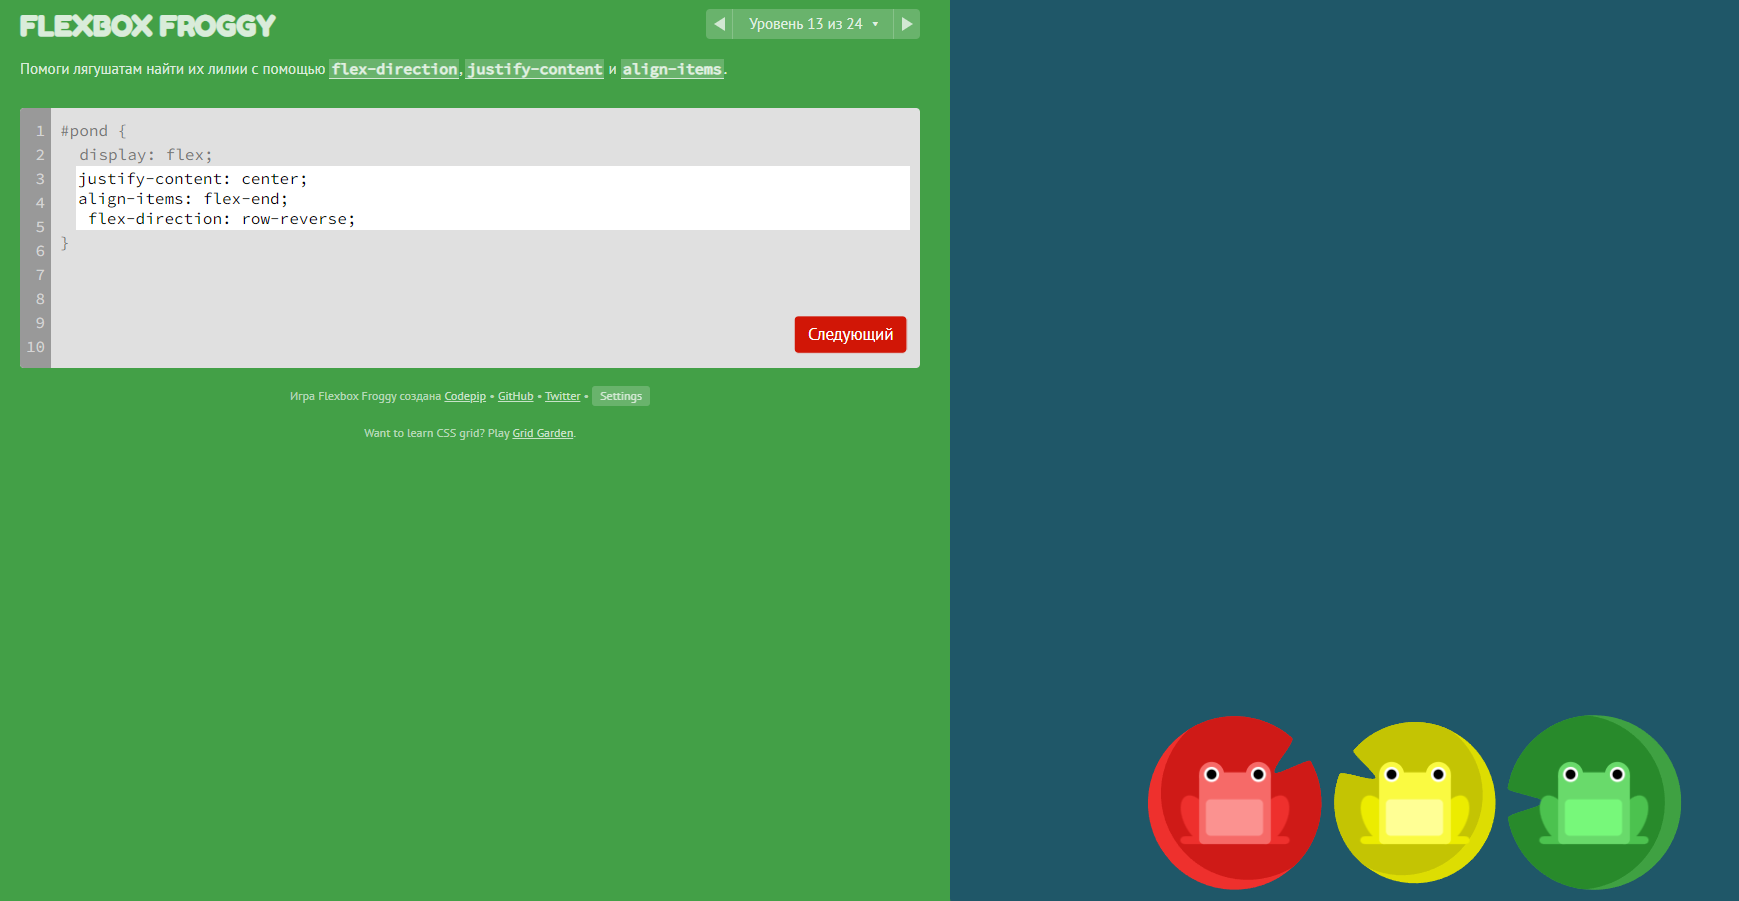 FLEXBOX FROGGY
Уровень 13 из 24
Помоги лягушатам найти их лилии с помощью flex-direction, justify-content и align-items.
1 #pond {
2 display: flex;
3 justify-content: center;
4 align-items: flex-end;
5 flex-direction: row-reverse;
6 }
7
8
9
10
Следующий
Игра Flexbox Froggy создана Codepip • GitHub • Twitter • Settings
Want to learn CSS grid? Play Grid Garden.